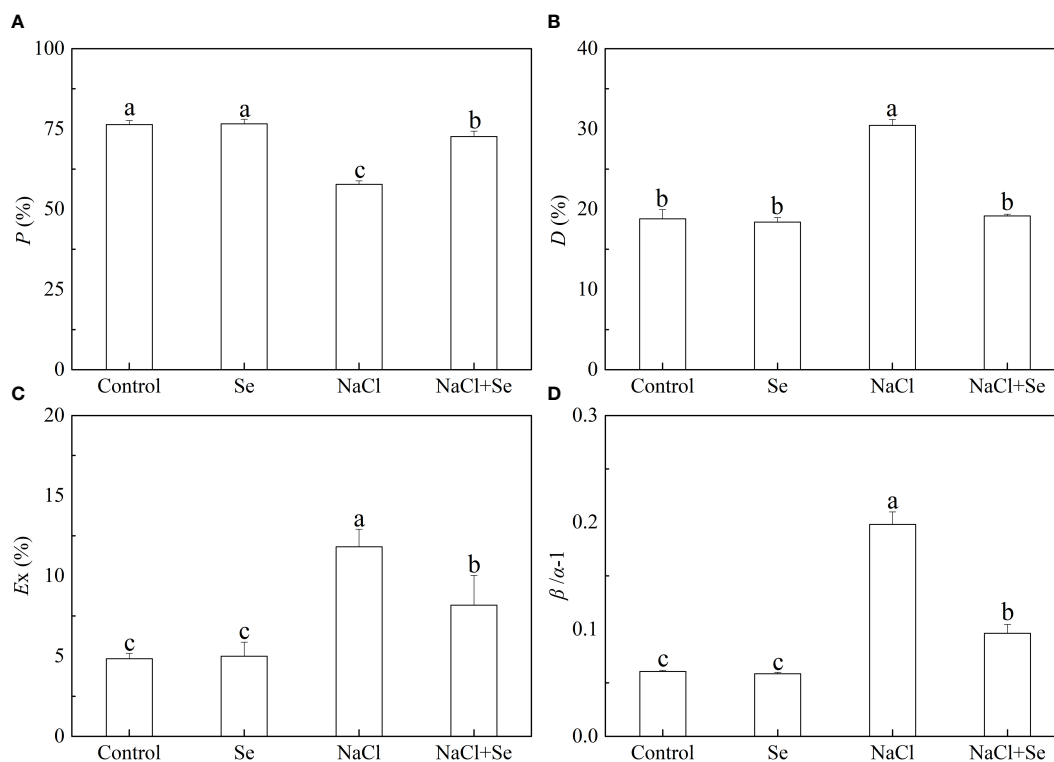 A
100
75
50
25
0
P (%)
a
a
c
b
Control
Se
NaCl
NaCl+Se
B
40
30
20
10
0
D (%)
b
b
a
b
Control
Se
NaCl
NaCl+Se
C
20
15
10
5
0
Ex (%)
c
c
a
b
Control
Se
NaCl
NaCl+Se
D
0.3
0.2
0.1
0.0
β/α-1
c
c
a
b
Control
Se
NaCl
NaCl+Se